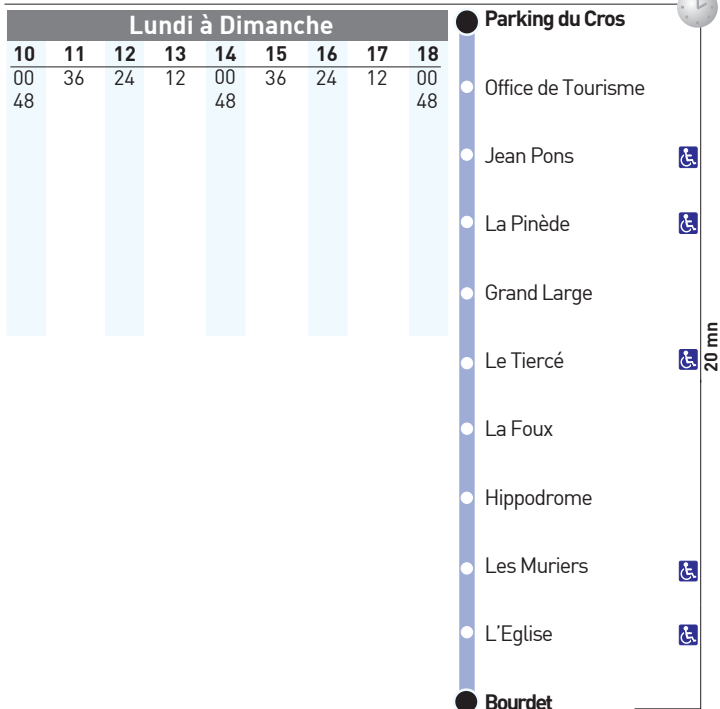 Lundi à Dimanche
10 11 12 13 14 15 16 17 18
00 36 24 12 00 36 24 12 00
48 48 48
Parking du Cros
Office de Tourisme
Jean Pons
La Pinède
Grand Large
Le Tiercé
La Foux
Hippodrome
Les Muriers
L'Eglise
Bourdet
20 mn